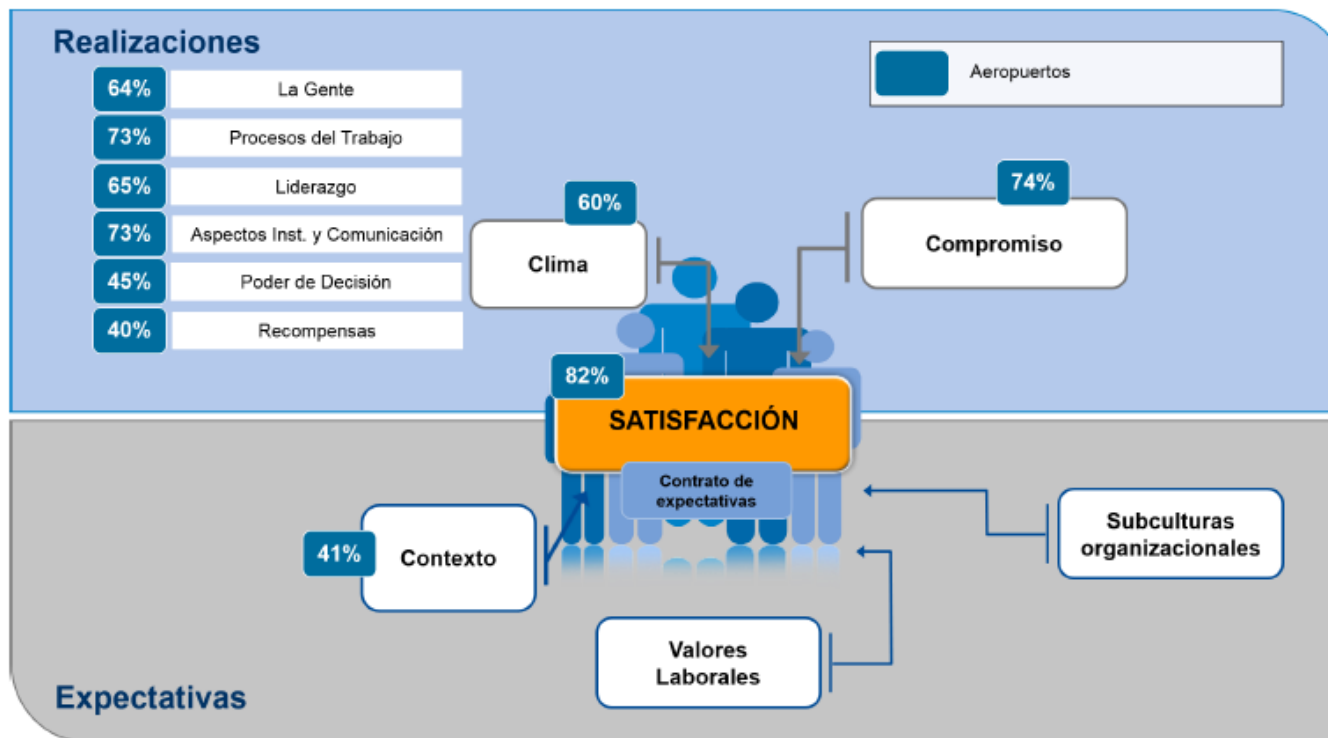 Realizaciones
64% La Gente
73% Procesos del Trabajo
65% Liderazgo
73% Aspectos Inst. y Comunicación
45% Poder de Decisión
40% Recompensas
Aeropuertos
60%
Clima
74%
Compromiso
82%
SATISFACCIÓN
Contrato de
expectativas
41%
Contexto
Subculturas
organizacionales
Valores
Laborales
Expectativas